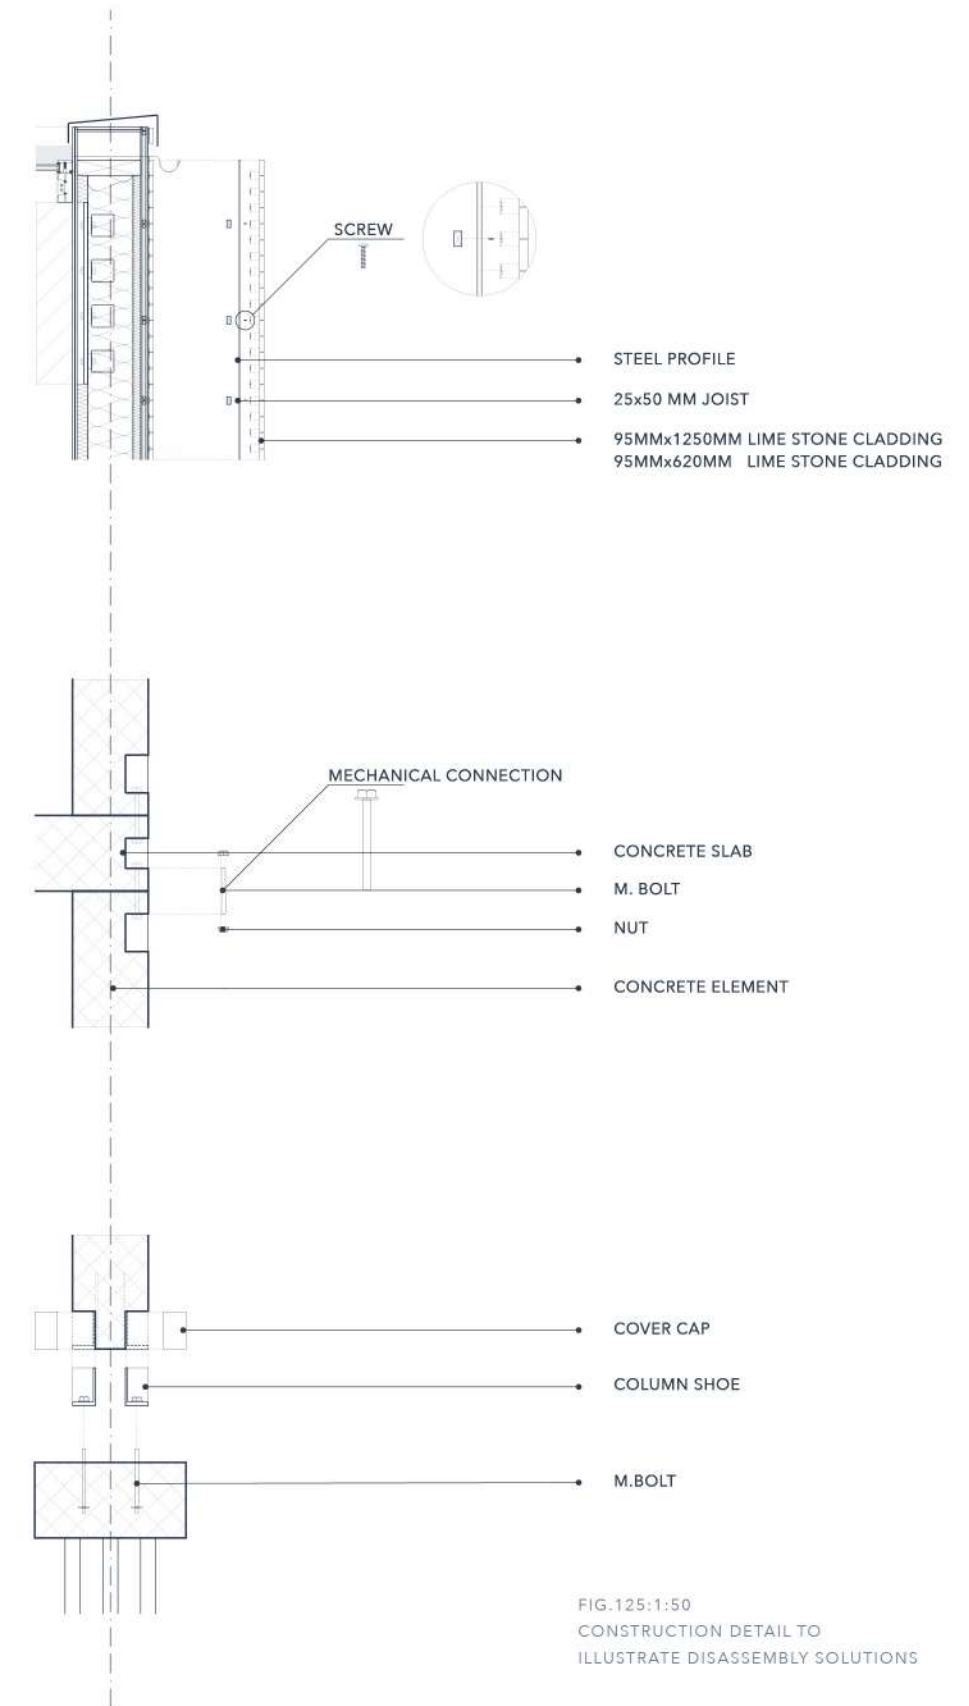 SCREW
STEEL PROFILE
25x50 MM JOIST
95MMx1250MM LIME STONE CLADDING
95MMx620MM LIME STONE CLADDING
MECHANICAL CONNECTION
CONCRETE SLAB
M. BOLT
NUT
CONCRETE ELEMENT
COVER CAP
COLUMN SHOE
M.BOLT
FIG.125:1:50
CONSTRUCTION DETAIL TO
ILLUSTRATE DISASSEMBLY SOLUTIONS